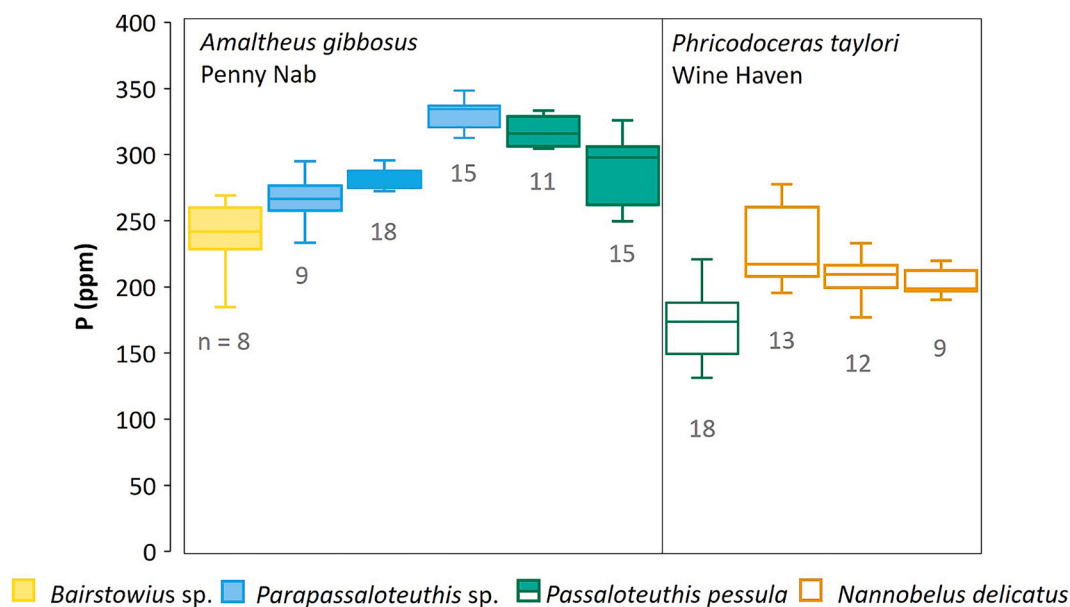 400
350
300
250
200
150
100
50
0
P (ppm)
Amaltheus gibbosus
Penny Nab
Phricodoceras taylori
Wine Haven
n = 8
9
18
15
11
15
18
13
12
9
Bairstowius sp. Parapassaloteuthis sp. Passaloteuthis pessula Nannobelus delicatus